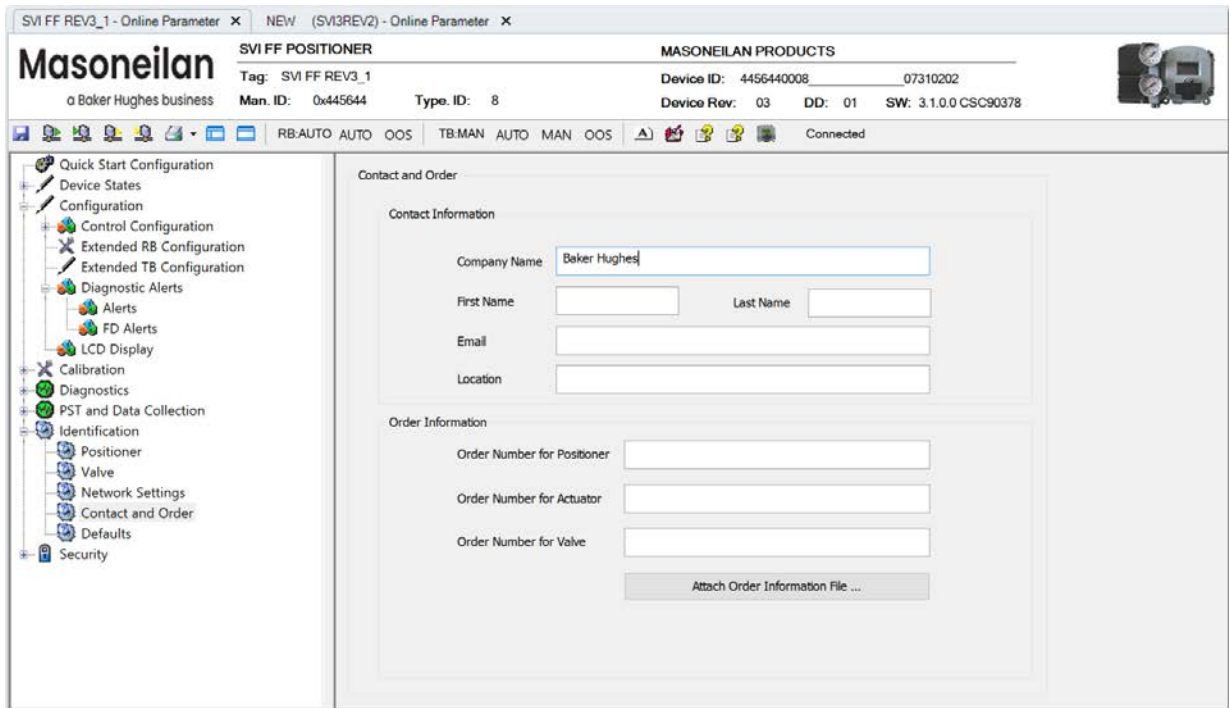 SVI FF REV3_1 - Online Parameter X NEW (SVI3REV2) - Online Parameter X
Masoneilan
a Baker Hughes business
SVI FF POSITIONER
MASONEILAN PRODUCTS
Tag: SVI FF REV3_1
Device ID: 4456440008________07310202
Man. ID: 0x445644 Type. ID: 8
Device Rev: 03 DD: 01 SW: 3.1.0.0 CSC90378
RB:AUTO AUTO OOS TB:MAN AUTO MAN OOS Connected
Quick Start Configuration
Device States
Configuration
Control Configuration
Extended RB Configuration
Extended TB Configuration
Diagnostic Alerts
Alerts
FD Alerts
LCD Display
Calibration
Diagnostics
PST and Data Collection
Identification
Positioner
Valve
Network Settings
Contact and Order
Defaults
Security
Contact and Order
Contact Information
Company Name Baker Hughes
First Name Last Name
Email
Location
Order Information
Order Number for Positioner
Order Number for Actuator
Order Number for Valve
Attach Order Information File ...